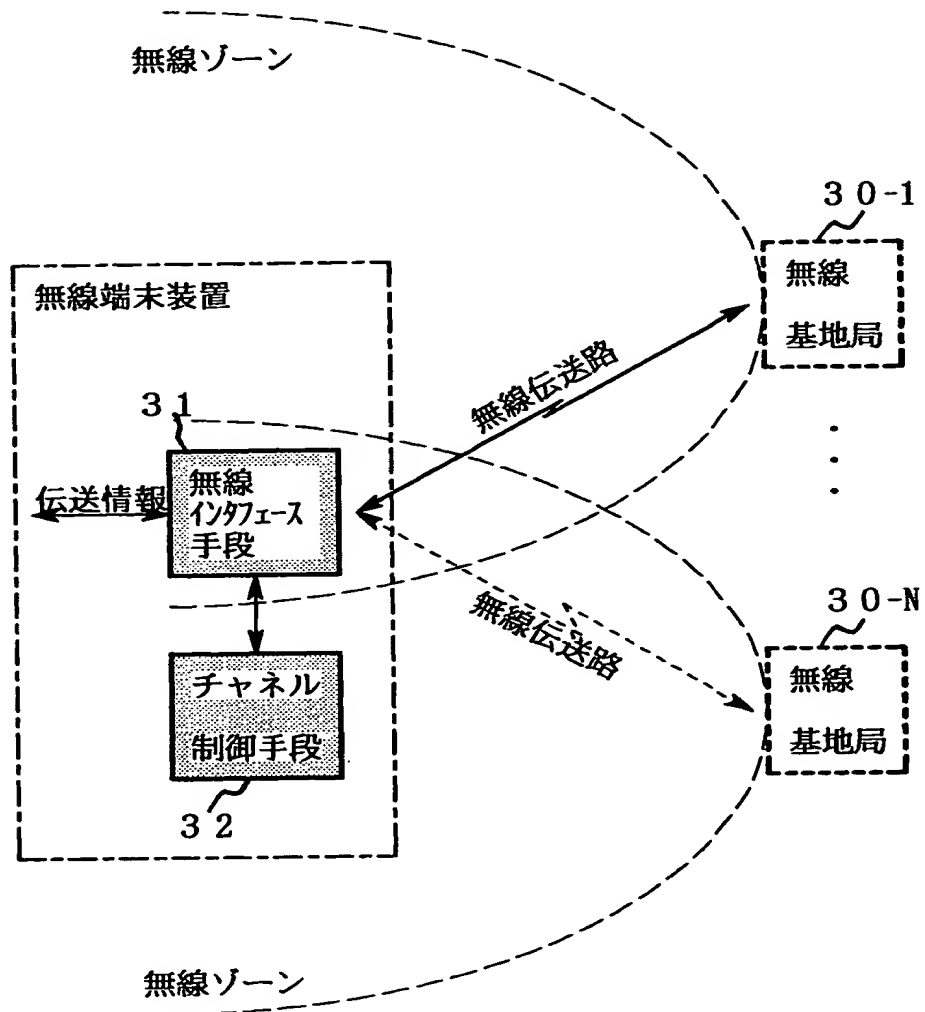 無線ゾーン
30-1
無線
基地局
無線端末装置
無線伝送路
31
無線
インタフェース
手段
伝送情報
無線伝送路
30-N
無線
基地局
チャネル
制御手段
32
無線ゾーン